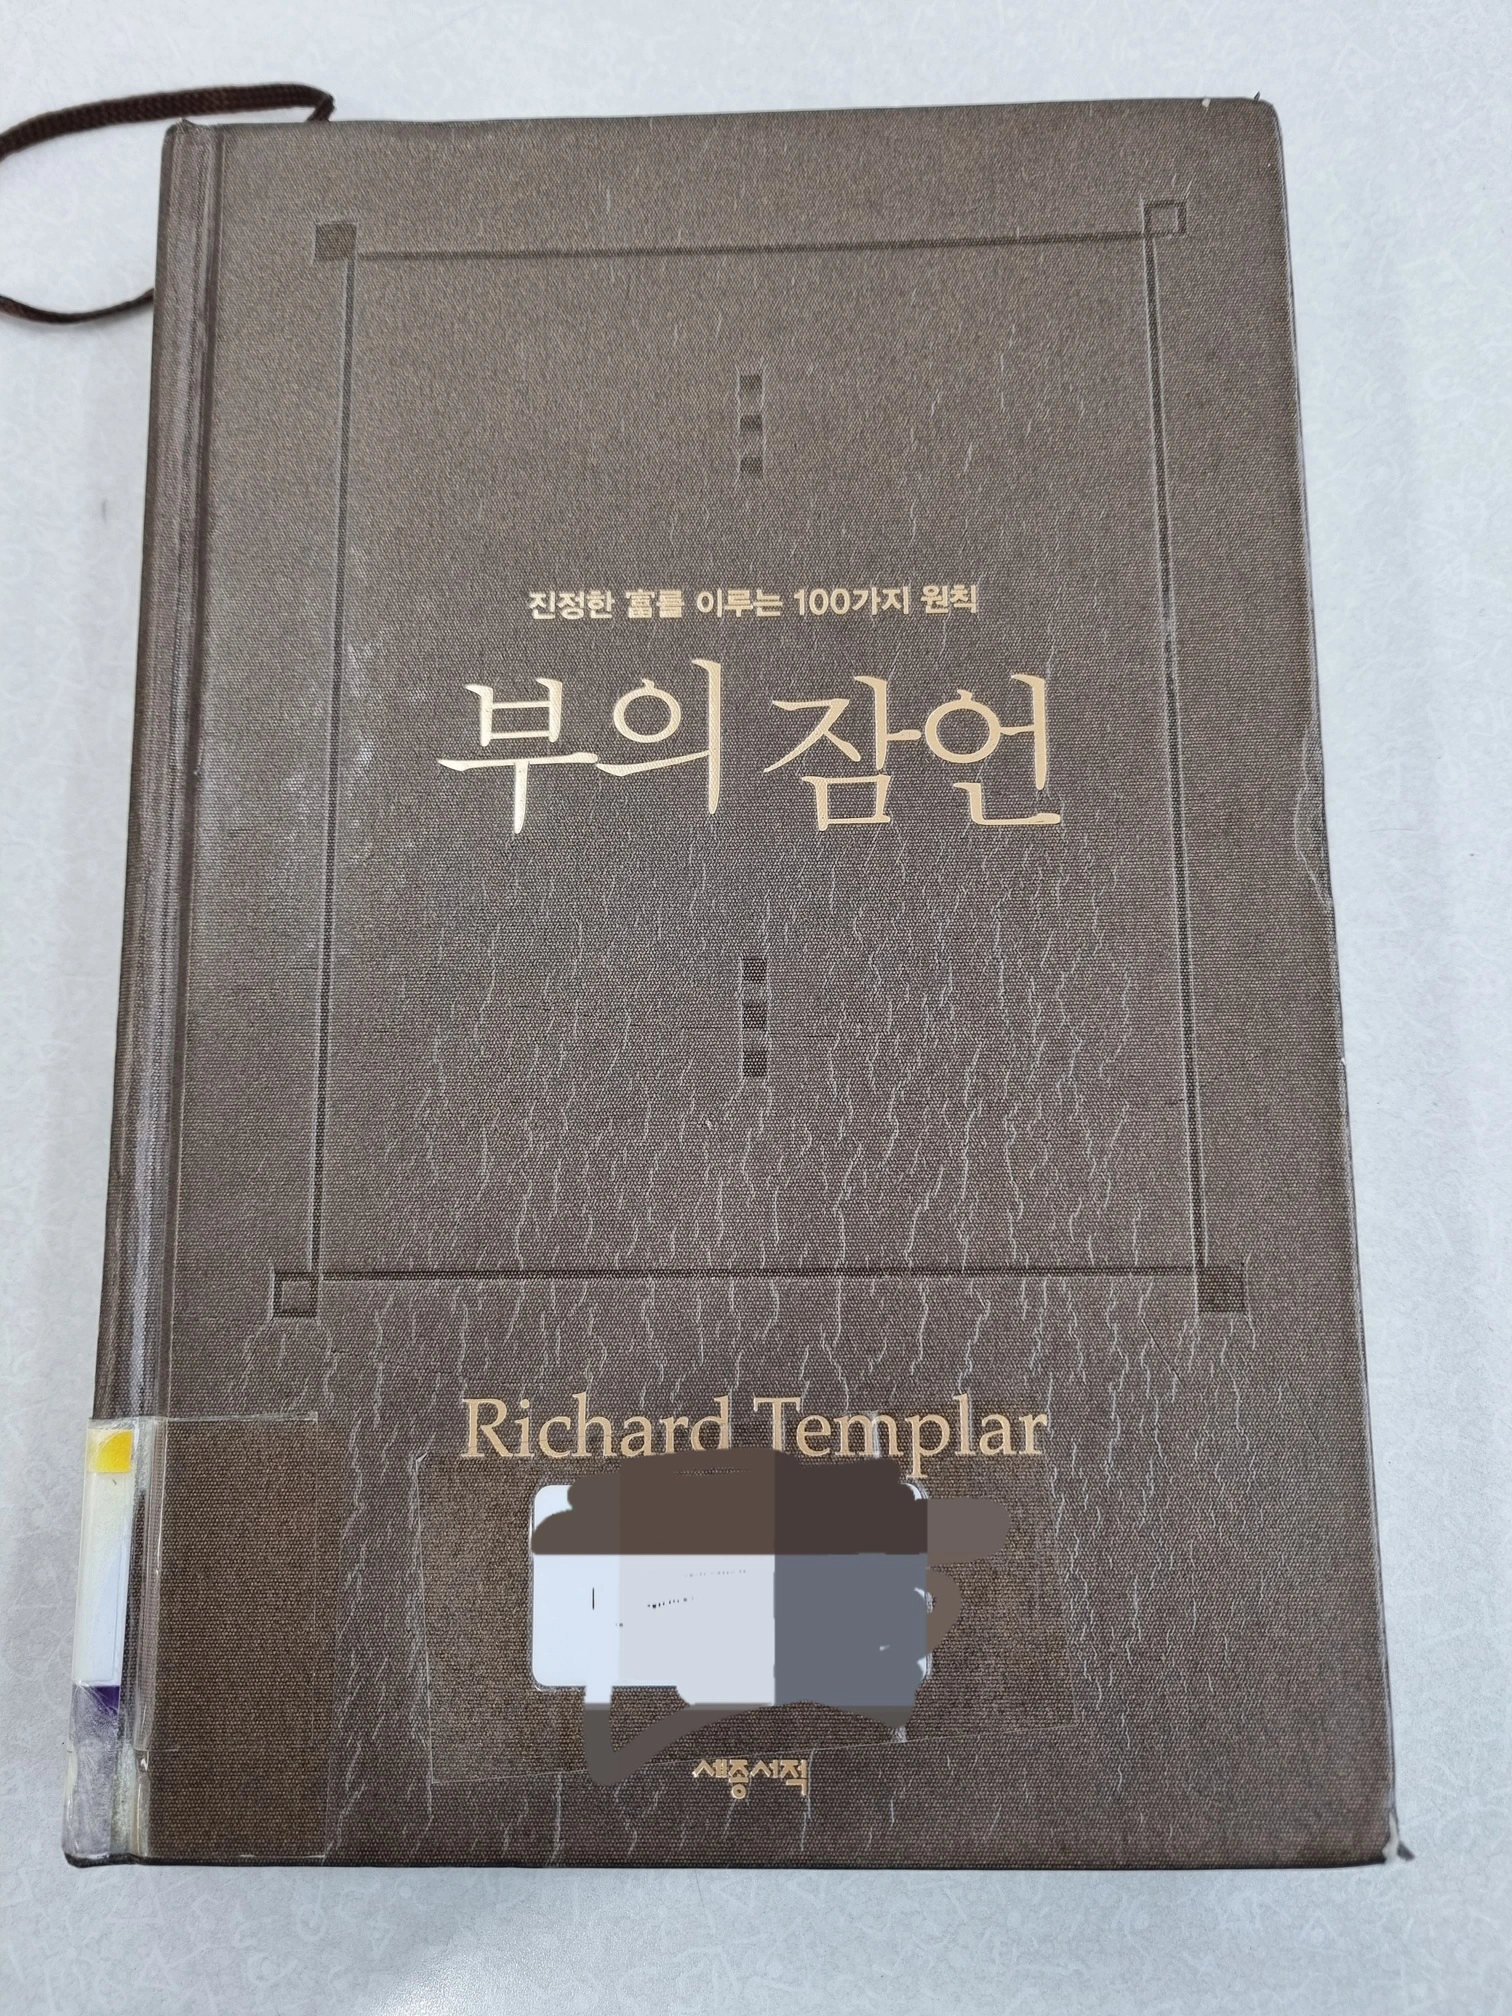 진정한 富를 이루는 100가지 원칙
부의 잠언
Richard Templar
세종서적